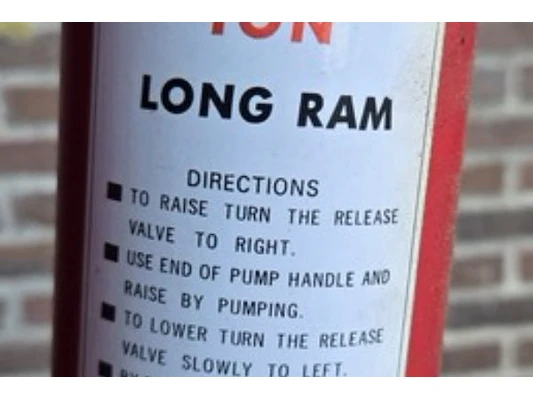 TON
LONG RAM
DIRECTIONS
■ TO RAISE TURN THE RELEASE
VALVE TO RIGHT.
■ USE END OF PUMP HANDLE AND
RAISE BY PUMPING.
■ TO LOWER TURN THE RELEASE
VALVE SLOWLY TO LEFT.